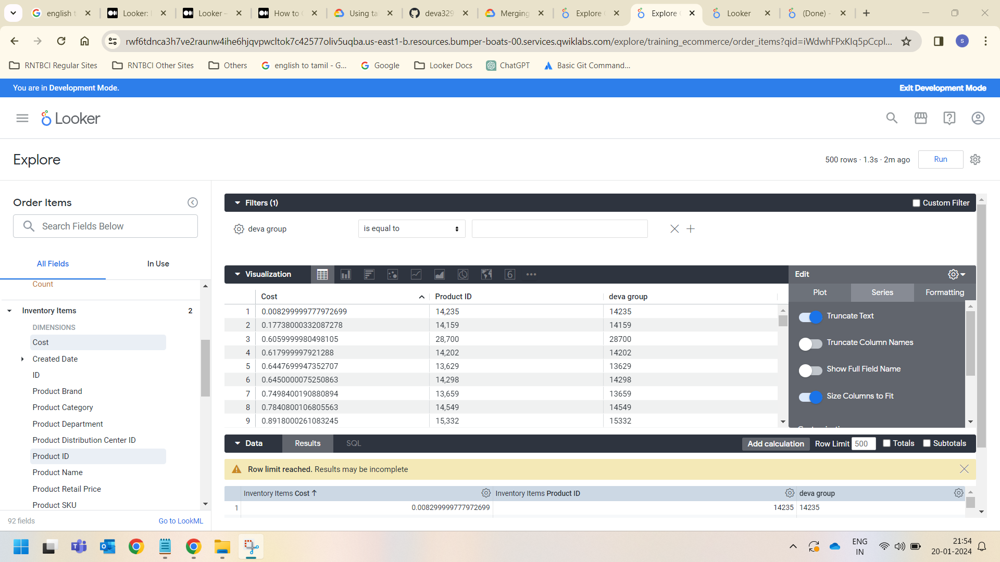 english t
Looker:
Looker –
How to
Using ta
deva329
Merging
Explore
Explore
Looker
(Done) -
rwf6tdnca3h7ve2raunw4ihe6hjqvpwcltok7c42577oliv5uqba.us-east1-b.resources.bumper-boats-00.services.qwiklabs.com/explore/training_ecommerce/order_items?qid=iWdwhFPxKIq5pCcpl...
S
RNTBCI Regular Sites
RNTBCI Other Sites
Others
english to tamil - G...
Google
Looker Docs
ChatGPT
Basic Git Command...
You are in Development Mode.
Exit Development Mode
Looker
Explore
500 rows · 1.3s · 2m ago
Run
Order Items
Search Fields Below
All Fields
In Use
Count
Inventory Items 2
DIMENSIONS
Cost
Created Date
ID
Product Brand
Product Category
Product Department
Product Distribution Center ID
Product ID
Product Name
Product Retail Price
Product SKU
92 fields
Go to LookML
Filters (1)
Custom Filter
deva group
is equal to
Visualization
6
Edit
Plot
Series
Formatting
Truncate Text
Truncate Column Names
Show Full Field Name
Size Columns to Fit
Cost Product ID deva group
1 0.008299999777972699 14,235 14235
2 0.17738000332087278 14,159 14159
3 0.6059999980498105 28,700 28700
4 0.617999997921288 14,202 14202
5 0.6447699947352707 13,629 13629
6 0.6450000075250863 14,298 14298
7 0.7498400190880894 13,659 13659
8 0.7840800106805563 14,549 14549
9 0.8918000261083245 15,332 15332
Data
Results
SQL
Add calculation
Row Limit 500
Totals
Subtotals
Row limit reached. Results may be incomplete
Inventory Items Cost ↑ Inventory Items Product ID deva group
1 0.008299999777972699 14235 14235
ENG
IN
21:54
20-01-2024